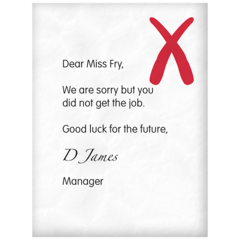 Dear Miss Fry,
We are sorry but you
did not get the job.
Good luck for the future,
D James
Manager